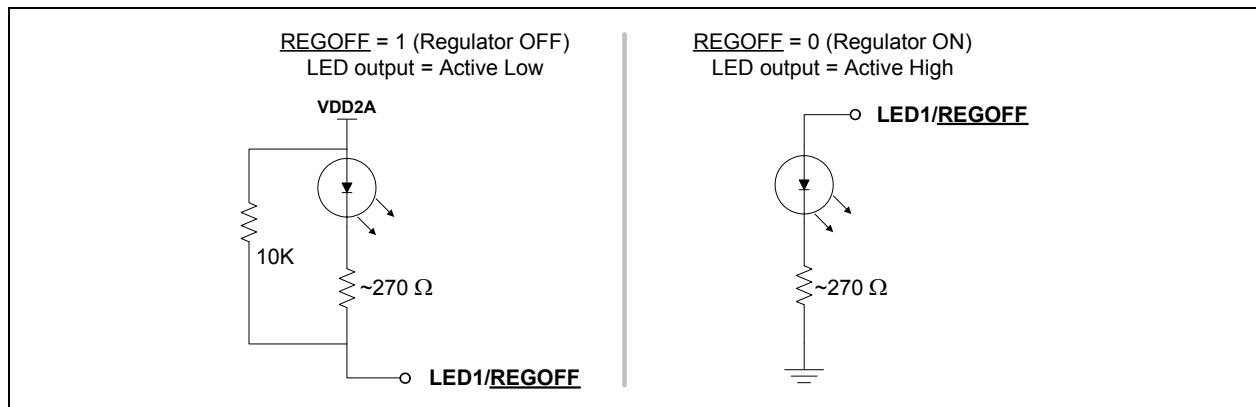 REGOFF = 1 (Regulator OFF)
LED output = Active Low
VDD2A
10K
~270 Ω
LED1/REGOFF
REGOFF = 0 (Regulator ON)
LED output = Active High
LED1/REGOFF
~270 Ω